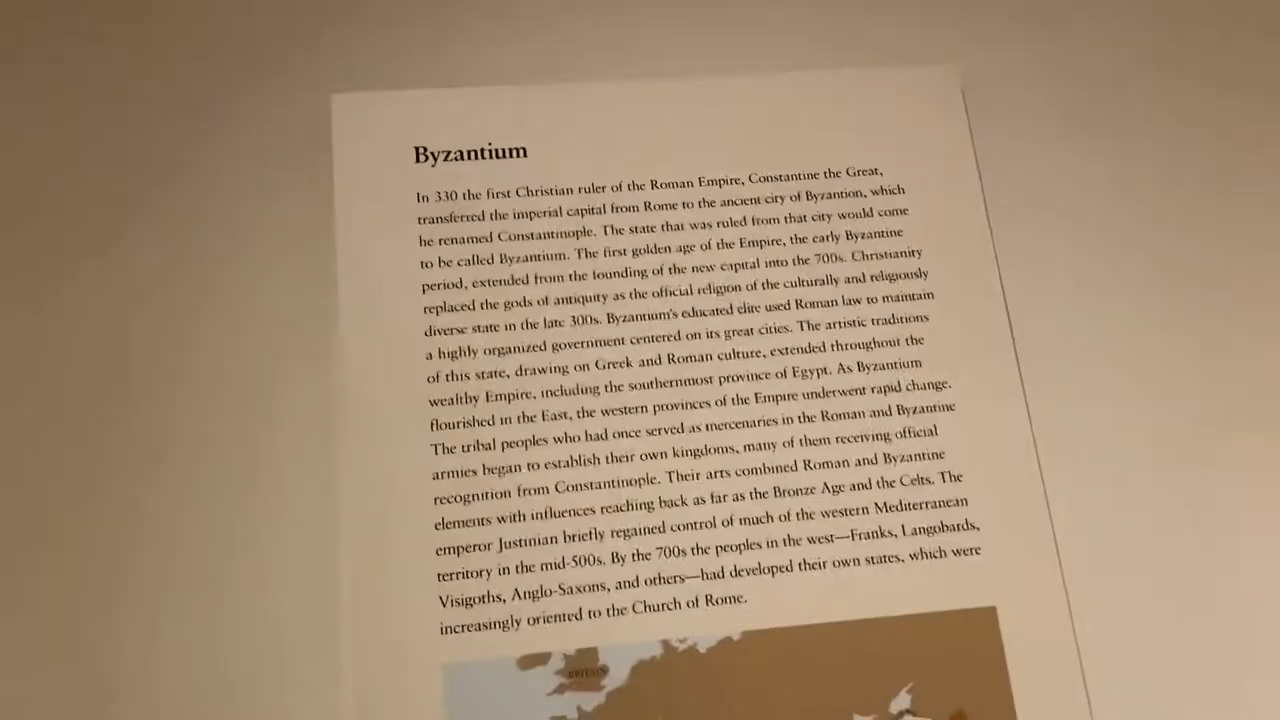 Byzantium
In 330 the first Christian ruler of the Roman Empire, Constantine the Great,
transferred the imperial capital from Rome to the ancient city of Byzantion, which
he renamed Constantinople. The state that was ruled from that city would come
to be called Byzantium. The first golden age of the Empire, the early Byzantine
period, extended from the founding of the new capital into the 700s. Christianity
replaced the gods of antiquity as the official religion of the culturally and religiously
diverse state in the late 300s. Byzantium's educated elite used Roman law to maintain
a highly organized government centered on its great cities. The artistic traditions
of this state, drawing on Greek and Roman culture, extended throughout the
wealthy Empire, including the southernmost province of Egypt. As Byzantium
flourished in the East, the western provinces of the Empire underwent rapid change.
The tribal peoples who had once served as mercenaries in the Roman and Byzantine
armies began to establish their own kingdoms, many of them receiving official
recognition from Constantinople. Their arts combined Roman and Byzantine
elements with influences reaching back as far as the Bronze Age and the Celts. The
emperor Justinian briefly regained control of much of the western Mediterranean
territory in the mid-500s. By the 700s the peoples in the west—Franks, Langobards,
Visigoths, Anglo-Saxons, and others—had developed their own states, which were
increasingly oriented to the Church of Rome.
BRITAIN